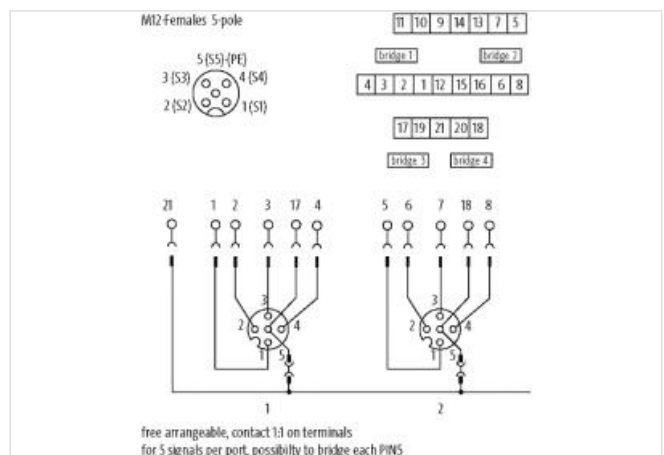 M12-Females 5-pole
11 10 9 14 13 7 5
bridge 1 bridge 2
5 (S5)-(PE)
3 (S3) 4 (S4)
4 3 2 1 12 15 16 6 8
2 (S2) 1 (S1)
17 19 21 20 18
bridge 3 bridge 4
21 1 2 3 17 4 5 6 7 18 8
3 3
2 4 2 4
1 5 1 5
1 2
free arrangeable, contact 1:1 on terminals
for 5 signals per port, possibilty to bridge each PIN5